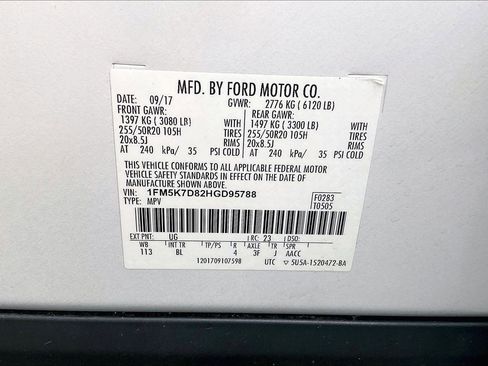 MFD. BY FORD MOTOR CO.
DATE: 09/17 GVWR: 2776 KG ( 6120 LB)
FRONT GAWR: REAR GAWR:
1397 KG ( 3080 LB) WITH 1497 KG ( 3300 LB) WITH
255/50R20 105H TIRES 255/50R20 105H TIRES
20x8.5J RIMS 20x8.5J RIMS
AT 240 kPa/ 35 PSI COLD AT 240 kPa/ 35 PSI COLD
THIS VEHICLE CONFORMS TO ALL APPLICABLE FEDERAL MOTOR
VEHICLE SAFETY STANDARDS IN EFFECT ON THE DATE OF
MANUFACTURE SHOWN ABOVE.
VIN: 1FM5K7D82HGD95788 F0283
TYPE: MPV T0505
EXT PNT: UG RC: 23 DSO:
WB INT TR TP/PS R AXLE TR SPR
113 BL 4 3F J AACC
1201709107598 UTC ▽ 5U5A-1520472-BA